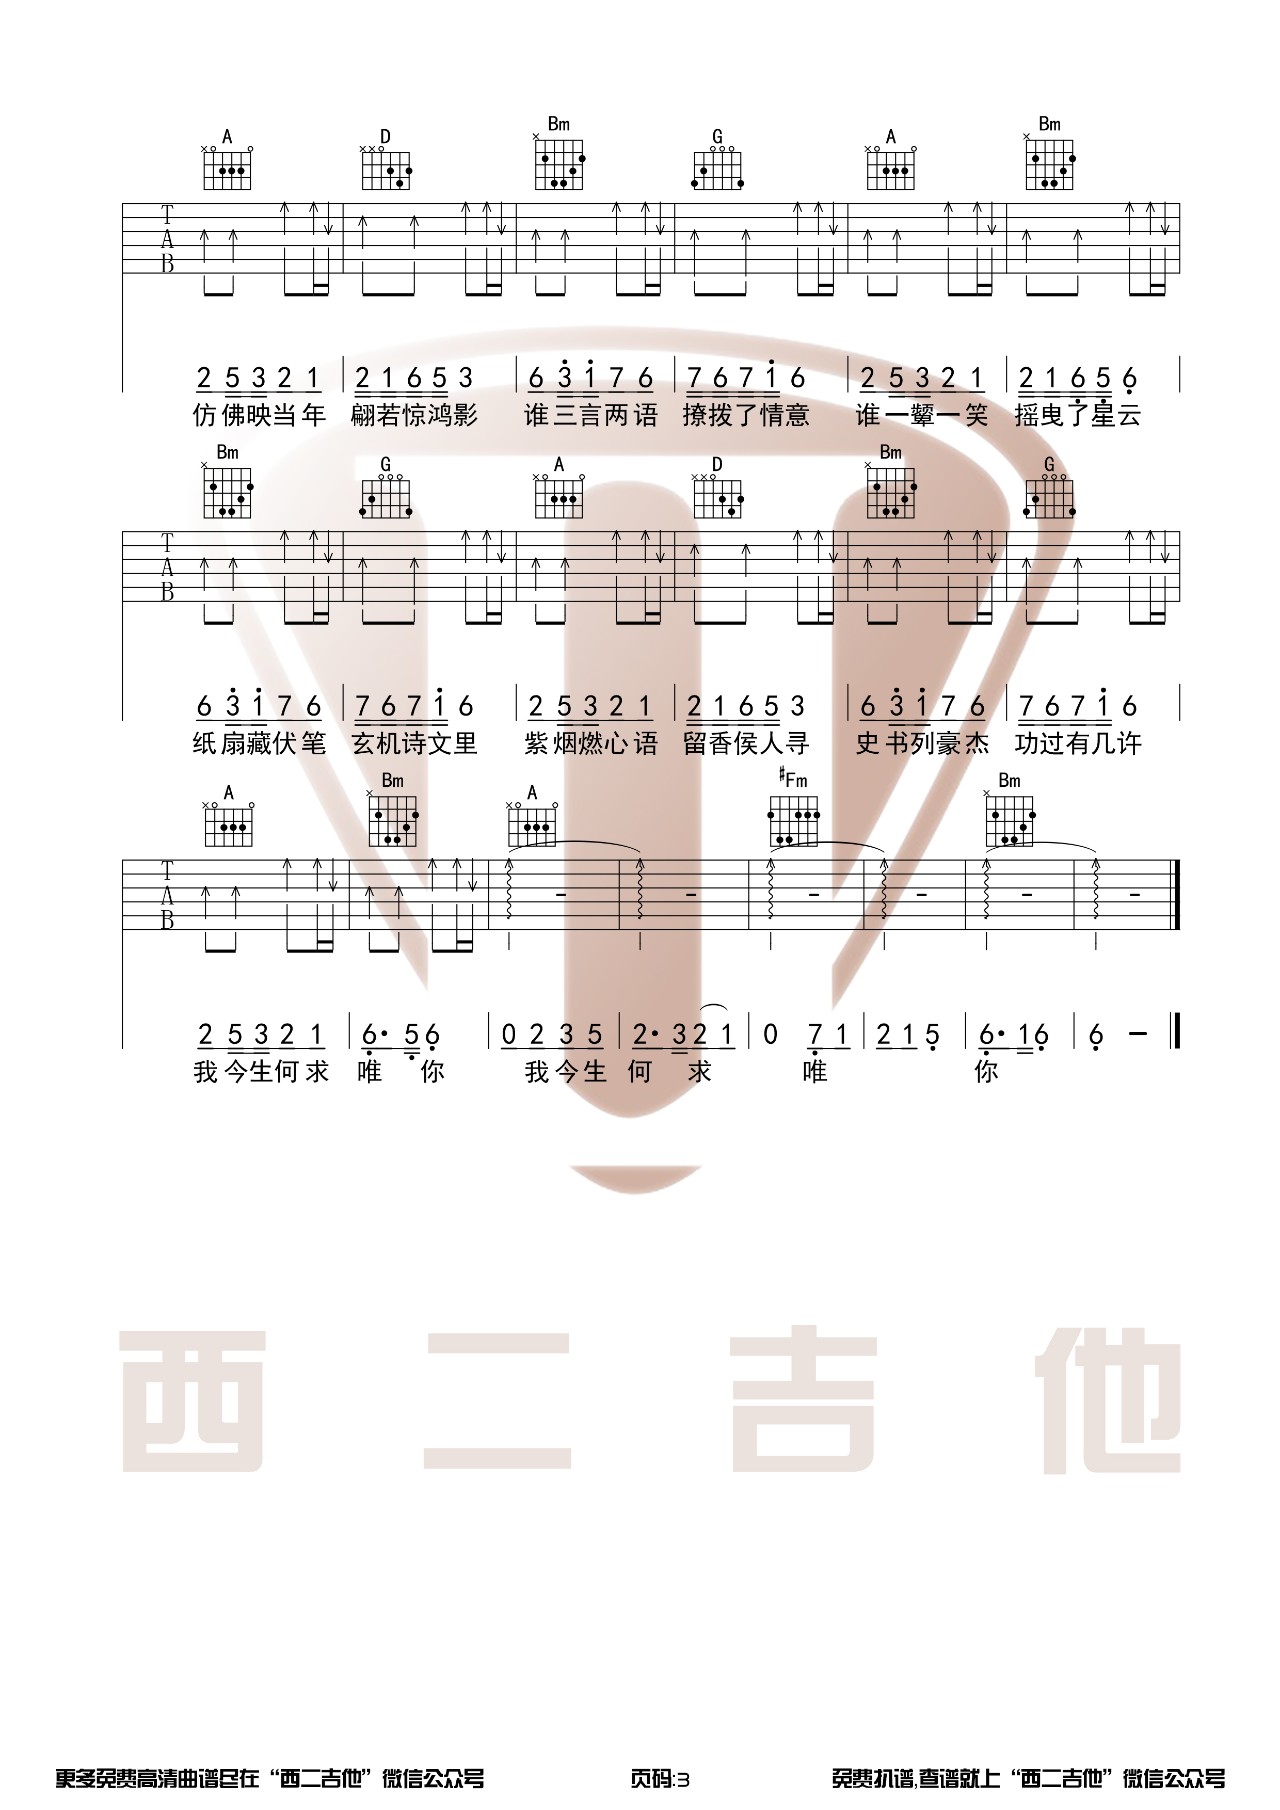 A D Bm G A Bm
T
A
B
2 5 3 2 1 2 1 6 5 3 6 3 1 7 6 7 6 7 1 6 2 5 3 2 1 2 1 6 5 6
仿佛映当年 翩若惊鸿影 谁三言两语 撩拨了情意 谁一颦一笑 摇曳了星云
Bm G A D Bm G
T
A
B
6 3 1 7 6 7 6 7 1 6 2 5 3 2 1 2 1 6 5 3 6 3 1 7 6 7 6 7 1 6
纸扇藏伏笔 玄机诗文里 紫烟燃心语 留香侯人寻 史书列豪杰 功过有几许
A Bm A #Fm Bm
T
A
B
2 5 3 2 1 6· 5 6 0 2 3 5 2· 3 2 1 0 7 1 2 1 5 6· 1 6 6 –
我今生何求 唯 你 我今生 何 求 唯 你
西二吉他
更多免费高清曲谱尽在“西二吉他”微信公众号 页码:3 免费扒谱,查谱就上“西二吉他”微信公众号